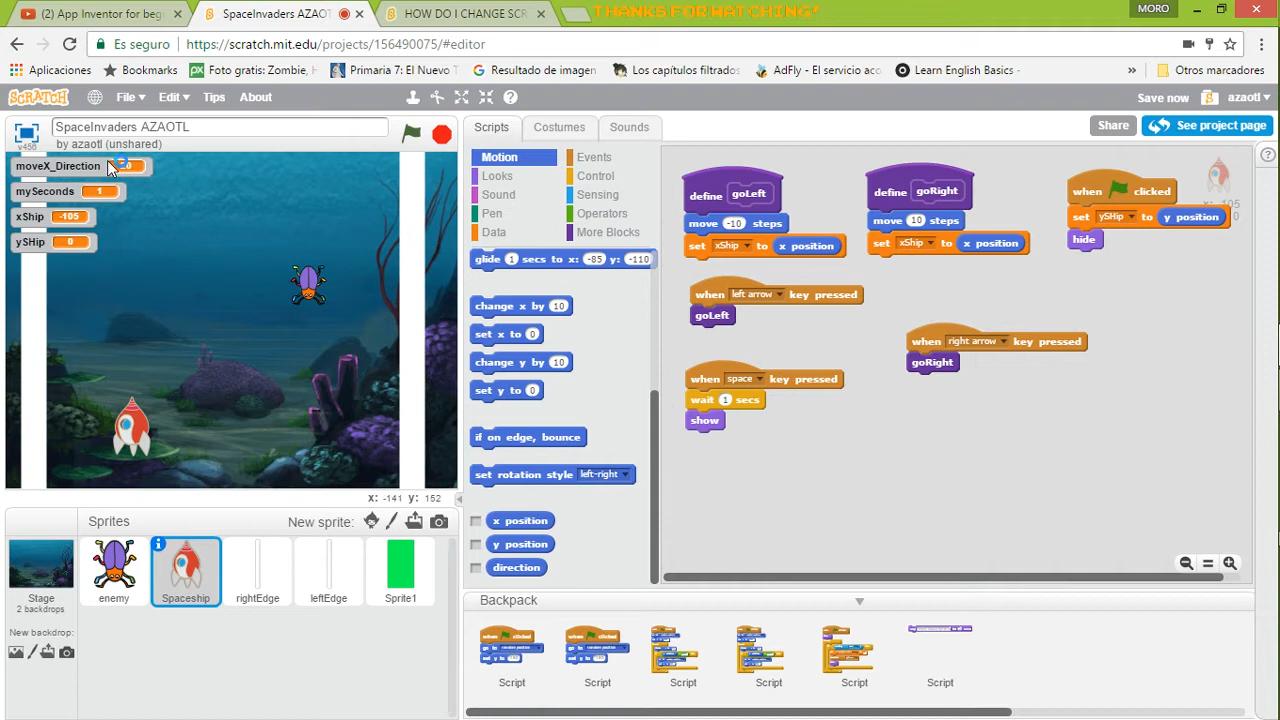 THANKS FOR WATCHING!
MORO
(2) App Inventor for beg
SpaceInvaders AZAOT
HOW DO I CHANGE SCR
Es seguro
https://scratch.mit.edu/projects/156490075/#editor
Aplicaciones
Bookmarks
Foto gratis: Zombie, H
Primaria 7: El Nuevo T
Resultado de imagen
Los capítulos filtrados
AdFly - El servicio aco
Learn English Basics -
»
Otros marcadores
SCRATCH
File
Edit
Tips
About
Save now
azaotl
v456
SpaceInvaders AZAOTL
by azaotl (unshared)
Scripts
Costumes
Sounds
Share
See project page
moveX_Direction
mySeconds 1
xShip -105
ySHip 0
x: -141 y: 152
Motion
Looks
Sound
Pen
Data
Events
Control
Sensing
Operators
More Blocks
glide 1 secs to x: -85 y: -110
change x by 10
set x to 0
change y by 10
set y to 0
if on edge, bounce
set rotation style left-right
x position
y position
direction
define goLeft
move -10 steps
set xShip to x position
define goRight
move 10 steps
set xShip to x position
when clicked
set ySHip to y position
hide
when left arrow key pressed
goLeft
when right arrow key pressed
goRight
when space key pressed
wait 1 secs
show
Sprites
New sprite:
Stage
2 backdrops
New backdrop:
enemy
Spaceship
rightEdge
leftEdge
Sprite1
Backpack
Script
Script
Script
Script
Script
Script